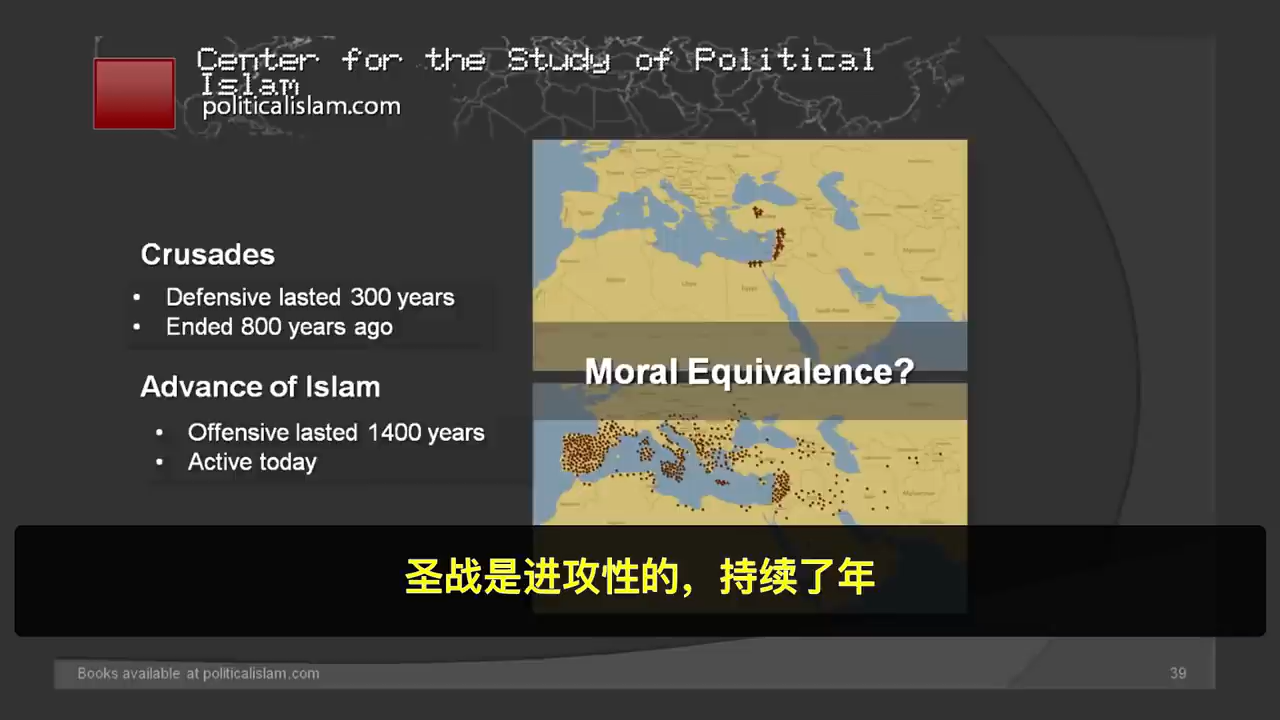 Center for the Study of Political
Islam
politicalislam.com
Crusades
• Defensive lasted 300 years
• Ended 800 years ago
Advance of Islam
• Offensive lasted 1400 years
• Active today
Moral Equivalence?
圣战是进攻性的，持续了年
Books available at politicalislam.com
39